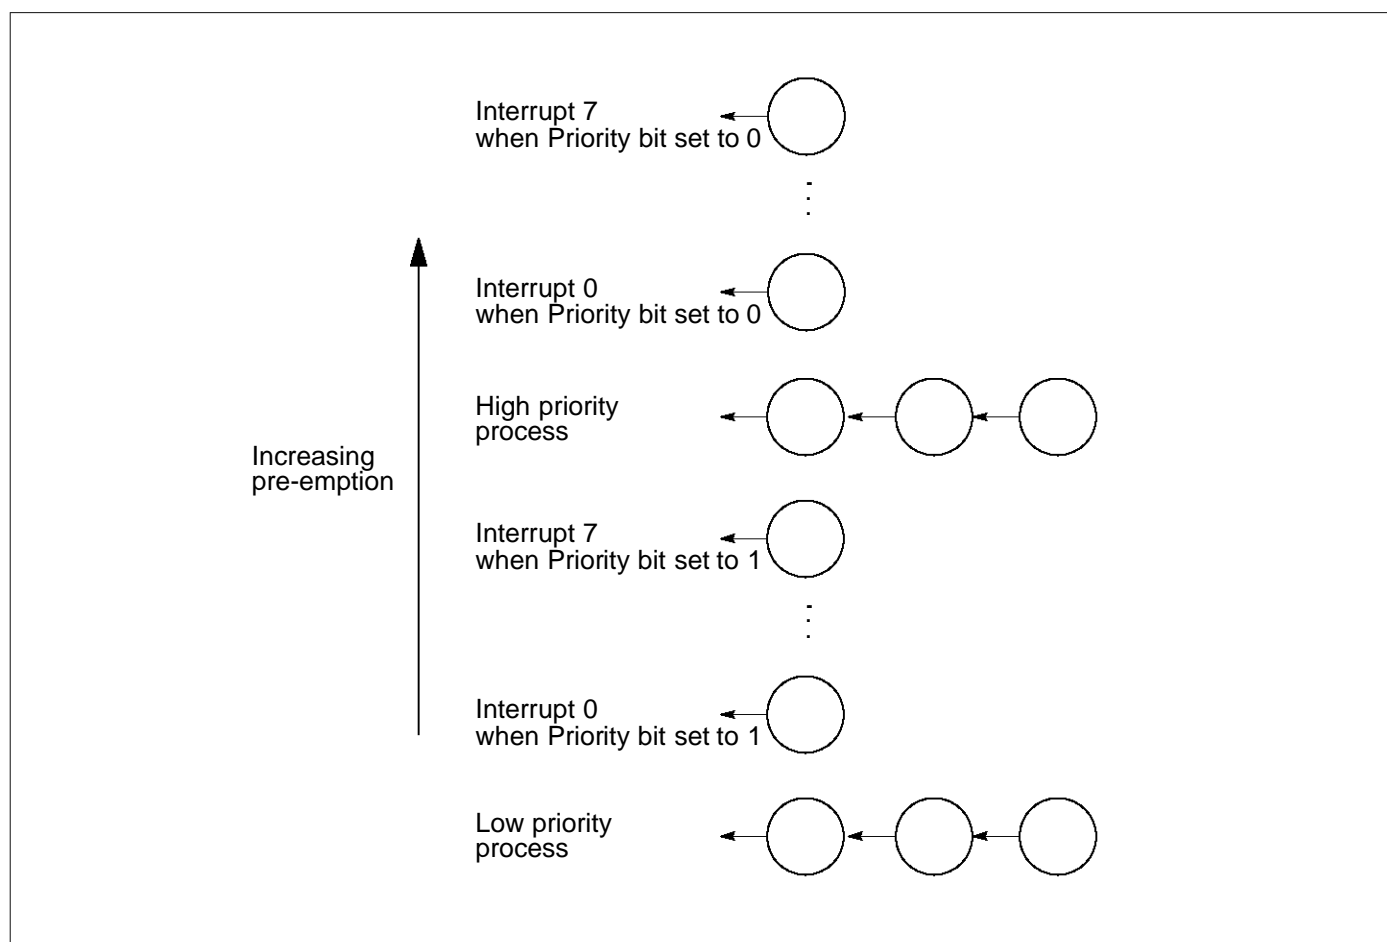 Interrupt 7
when Priority bit set to 0
Interrupt 0
when Priority bit set to 0
High priority
process
Increasing
pre-emption
Interrupt 7
when Priority bit set to 1
Interrupt 0
when Priority bit set to 1
Low priority
process